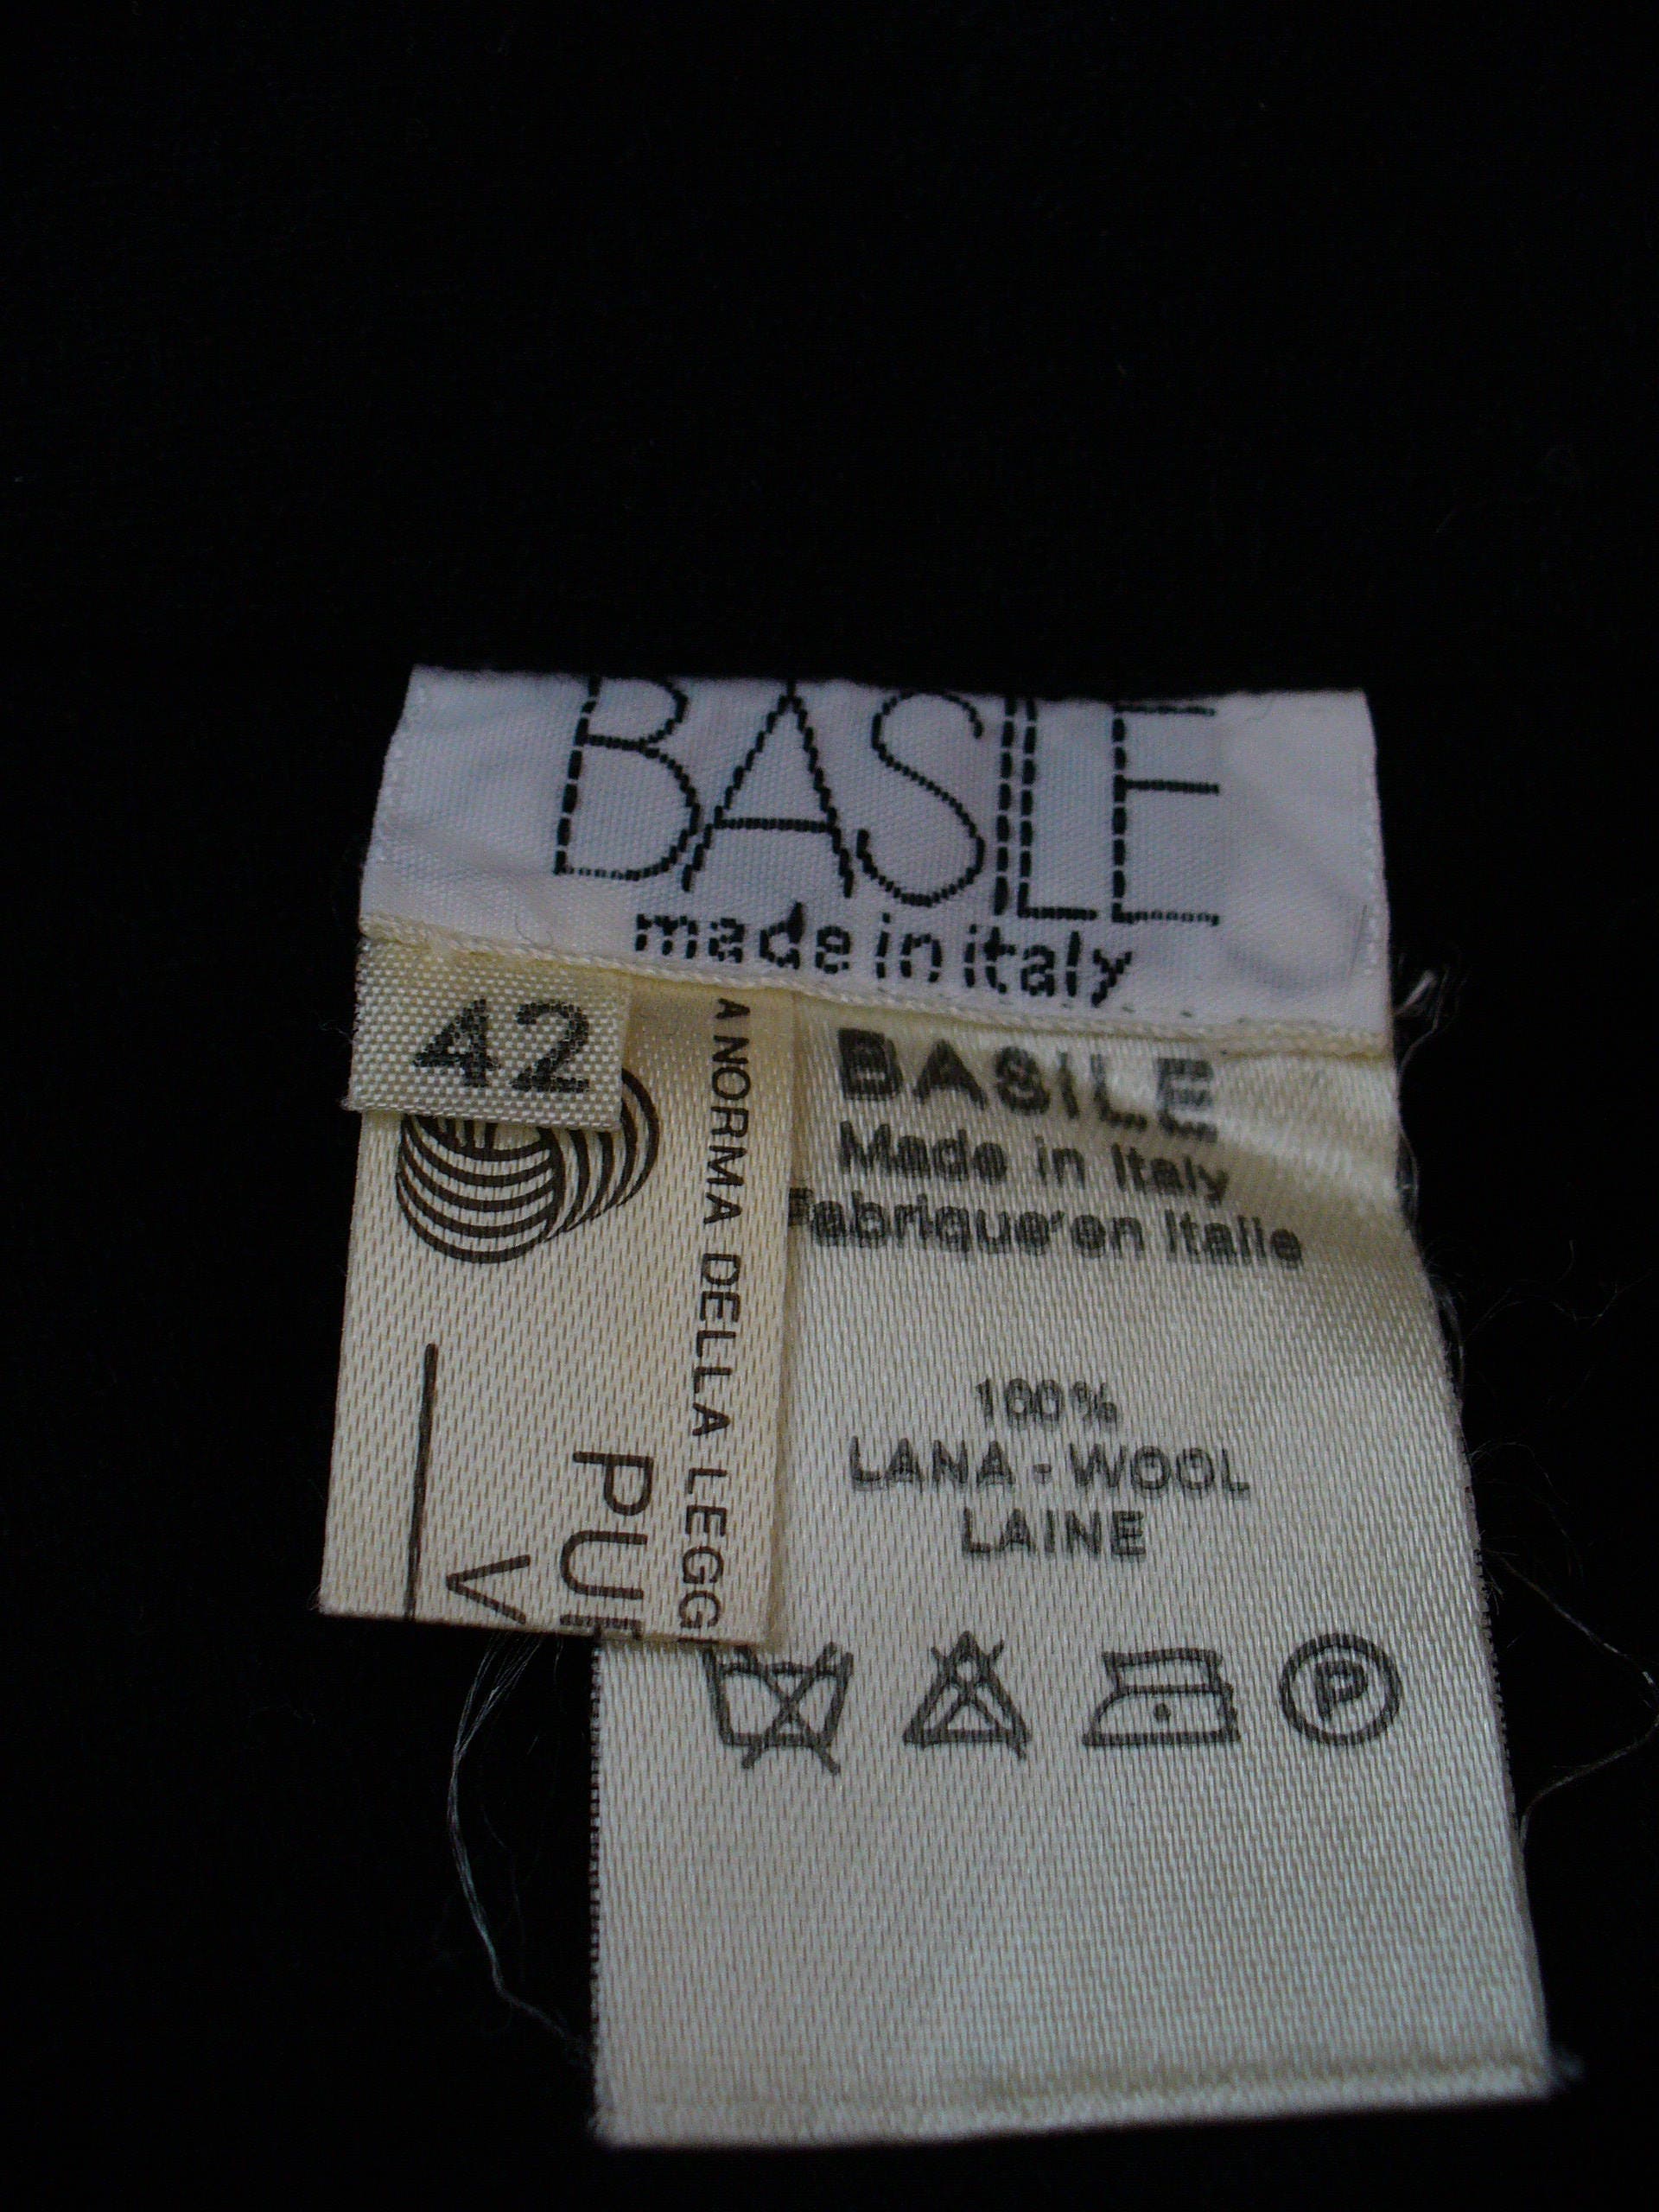 BASILE
made in italy
42
A NORMA DELLA LEGG
PUR
V
BASILE
Made in Italy
Fabrique' en Italie
100%
LANA - WOOL
LAINE
P